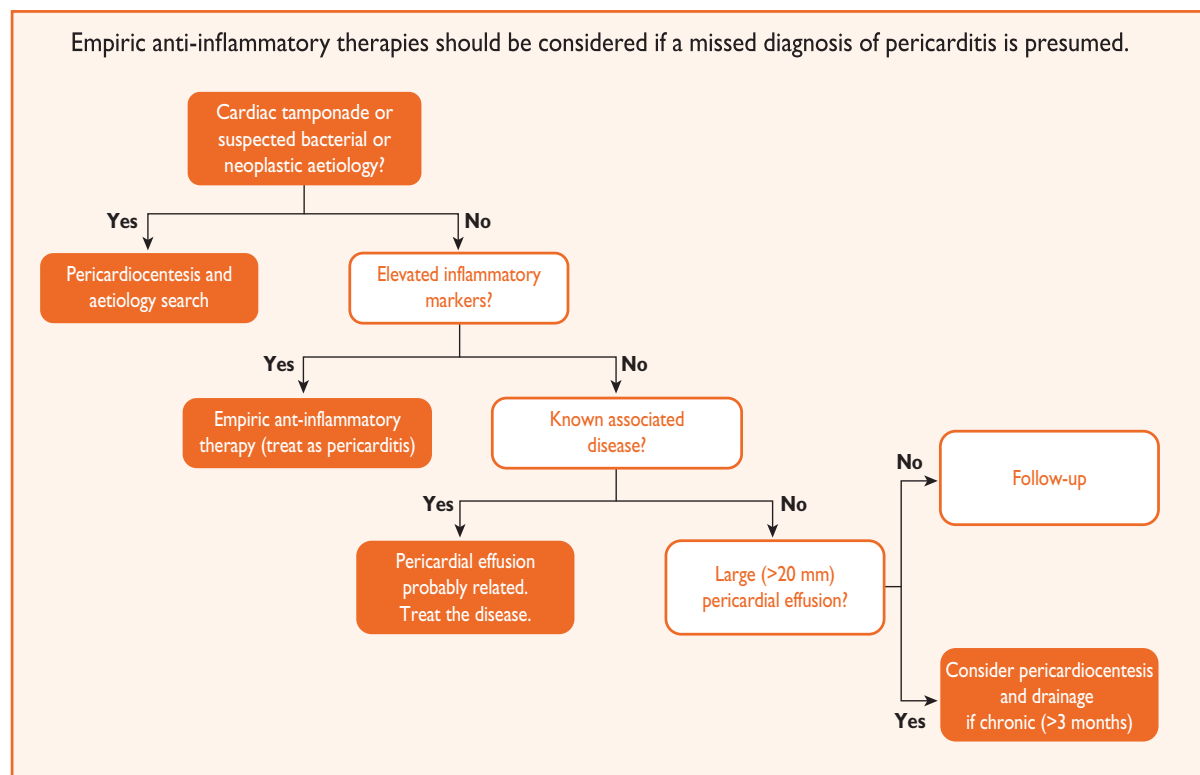 Empiric anti-inflammatory therapies should be considered if a missed diagnosis of pericarditis is presumed.
Cardiac tamponade or
suspected bacterial or
neoplastic aetiology?
Yes
No
Pericardiocentesis and
aetiology search
Elevated inflammatory
markers?
Yes
No
Empiric ant-inflammatory
therapy (treat as pericarditis)
Known associated
disease?
Yes
No
Pericardial effusion
probably related.
Treat the disease.
Large (>20 mm)
pericardial effusion?
No
Follow-up
Yes
Consider pericardiocentesis
and drainage
if chronic (>3 months)